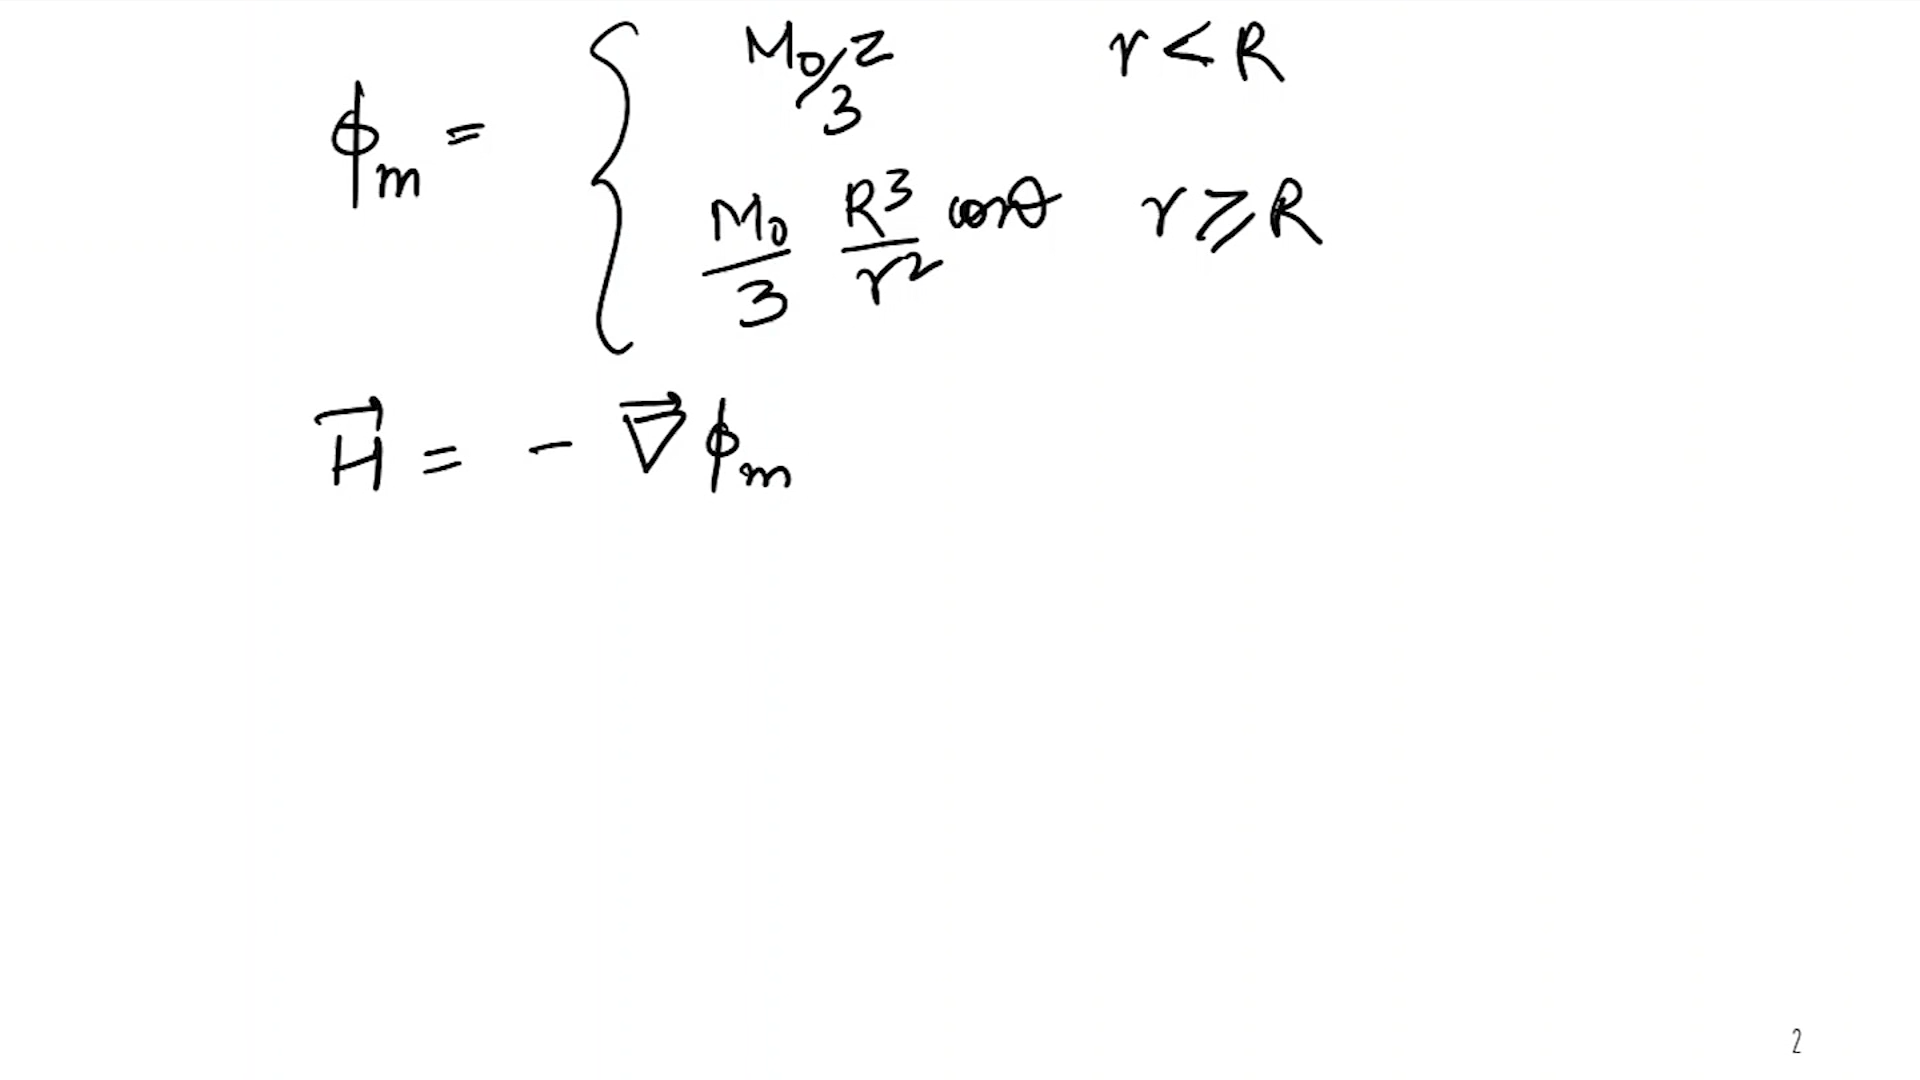 ϕₘ = { M₀/3 z r < R
M₀/3 R³/r² cosθ r ⩾ R
H⃗ = - ∇⃗ ϕₘ
2